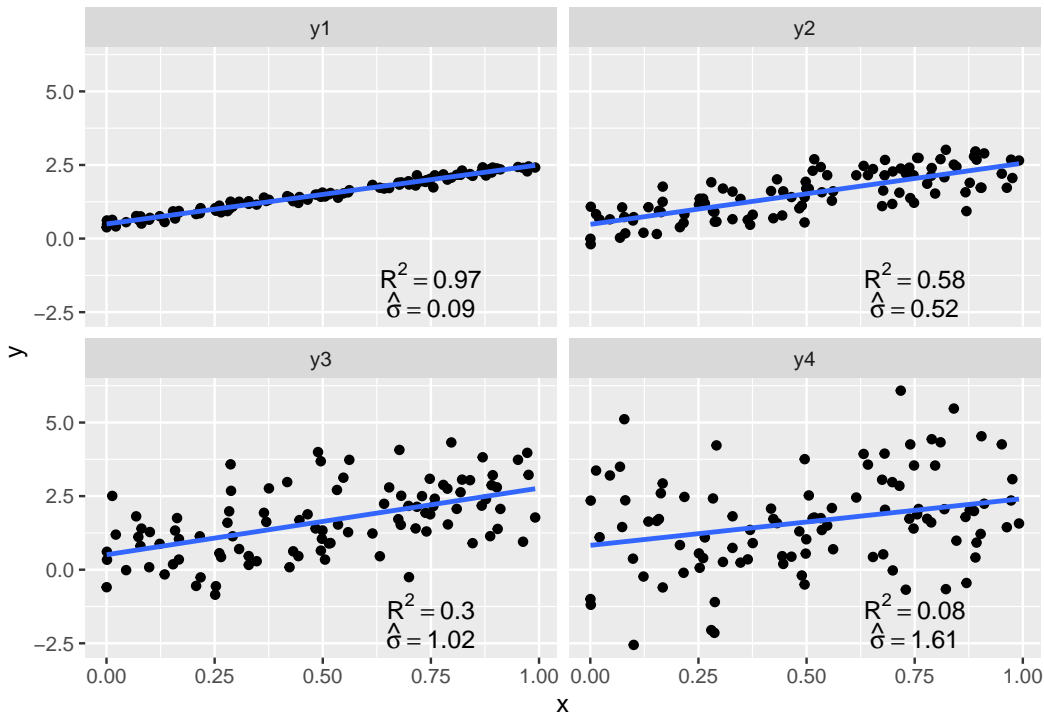 y1
y2
5.0
2.5
0.0
−2.5
R² = 0.97
σ̂ = 0.09
R² = 0.58
σ̂ = 0.52
y
y3
y4
5.0
2.5
0.0
−2.5
R² = 0.3
σ̂ = 1.02
R² = 0.08
σ̂ = 1.61
0.00 0.25 0.50 0.75 1.00
0.00 0.25 0.50 0.75 1.00
x